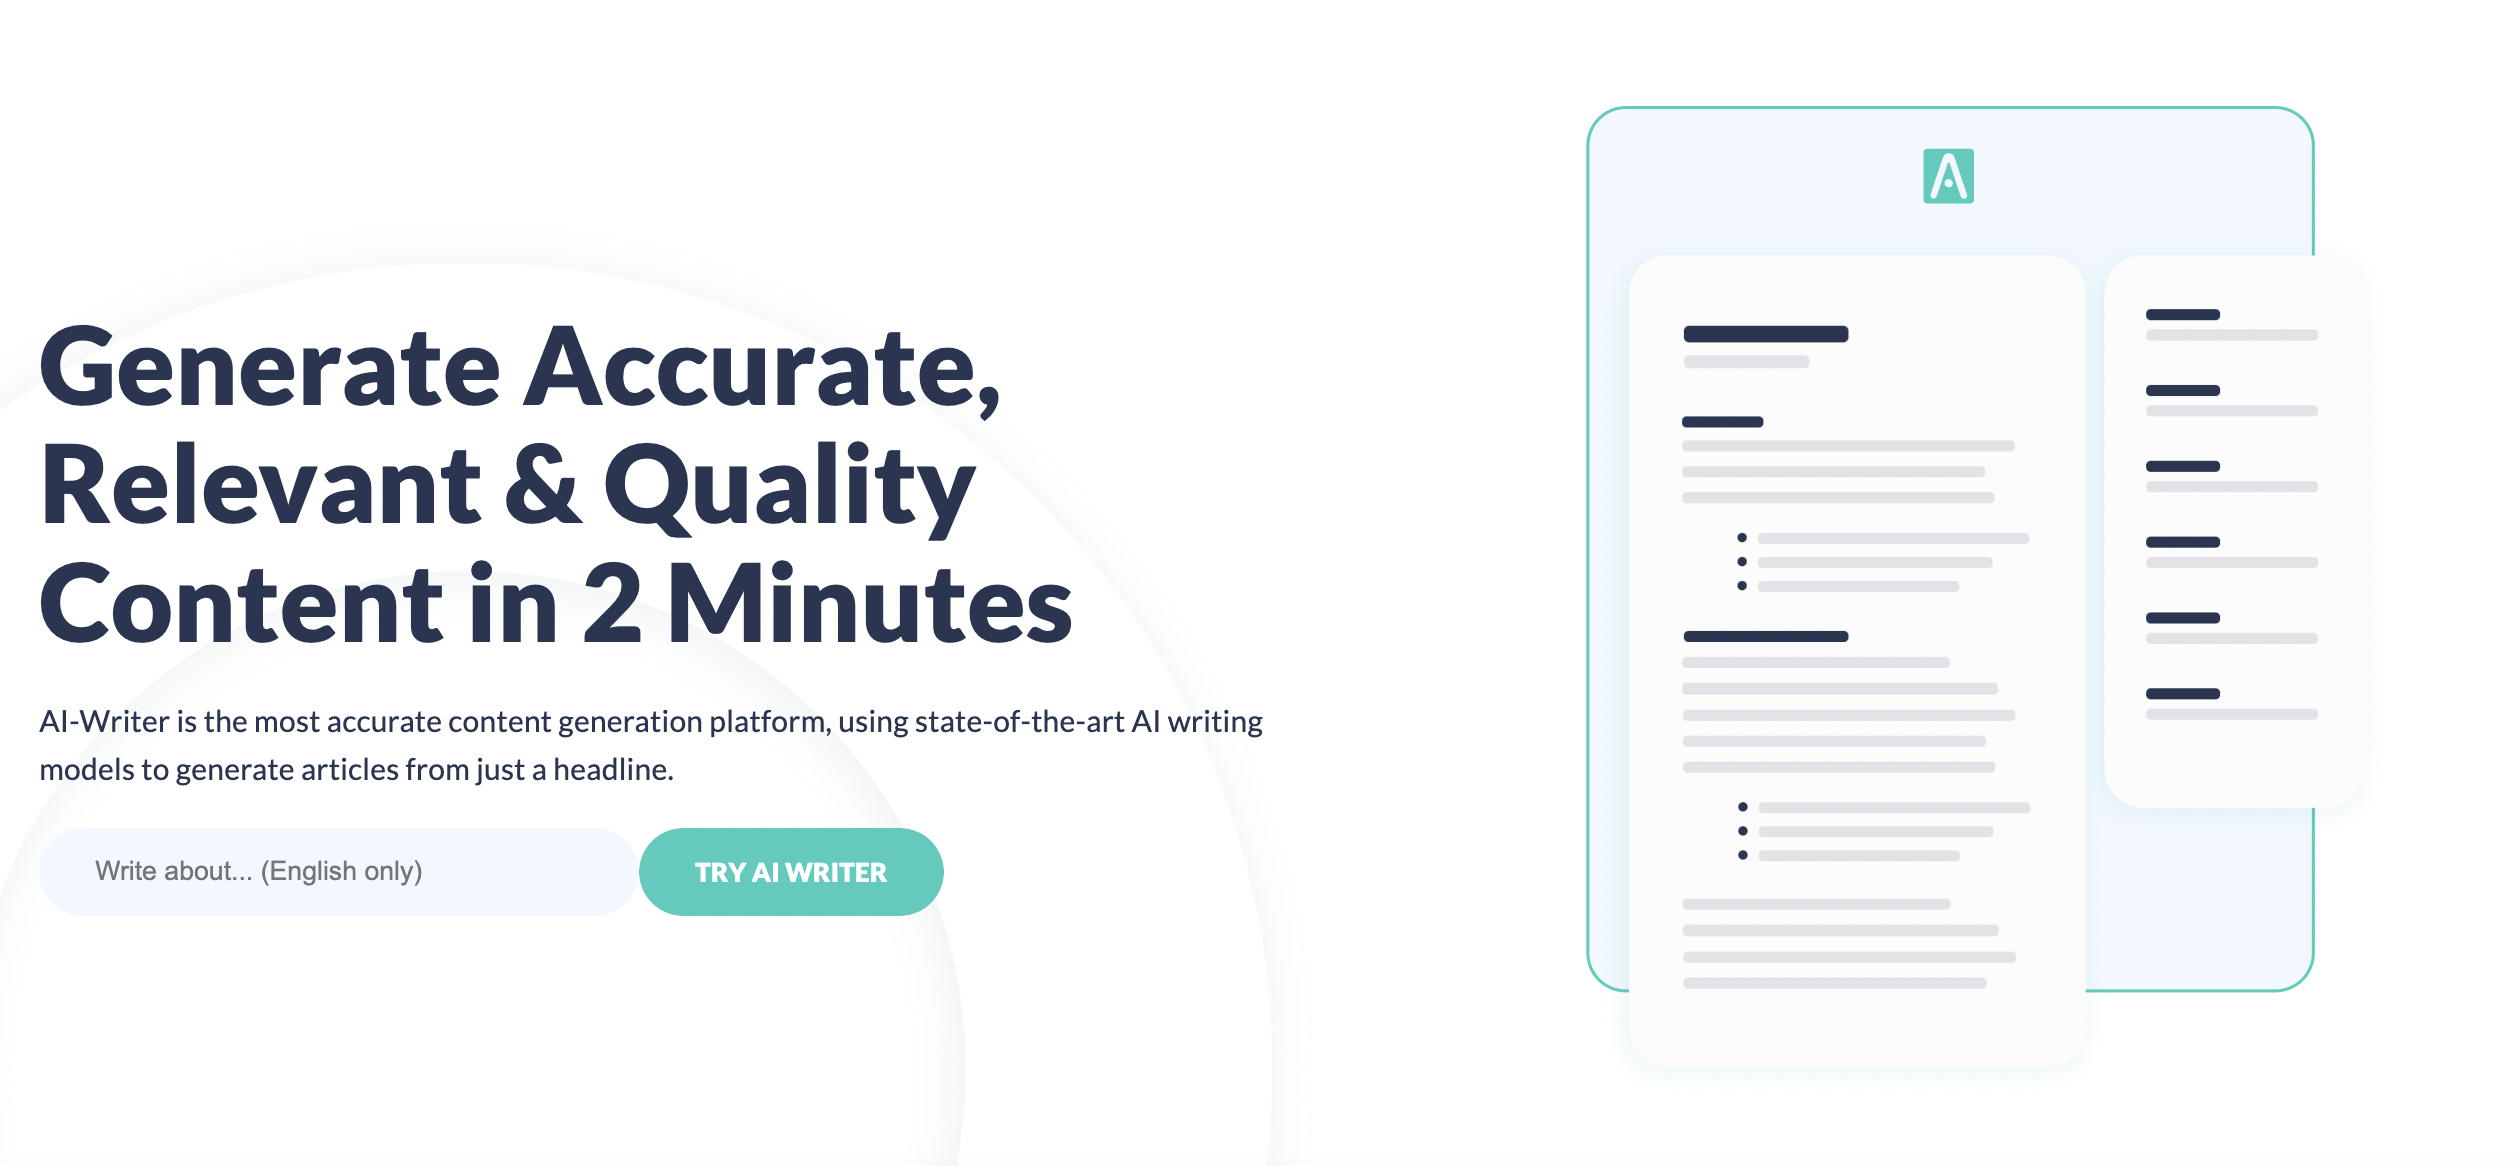 Generate Accurate,
Relevant & Quality
Content in 2 Minutes
AI-Writer is the most accurate content generation platform, using state-of-the-art AI writing
models to generate articles from just a headline.
Write about... (English only)
TRY AI WRITER